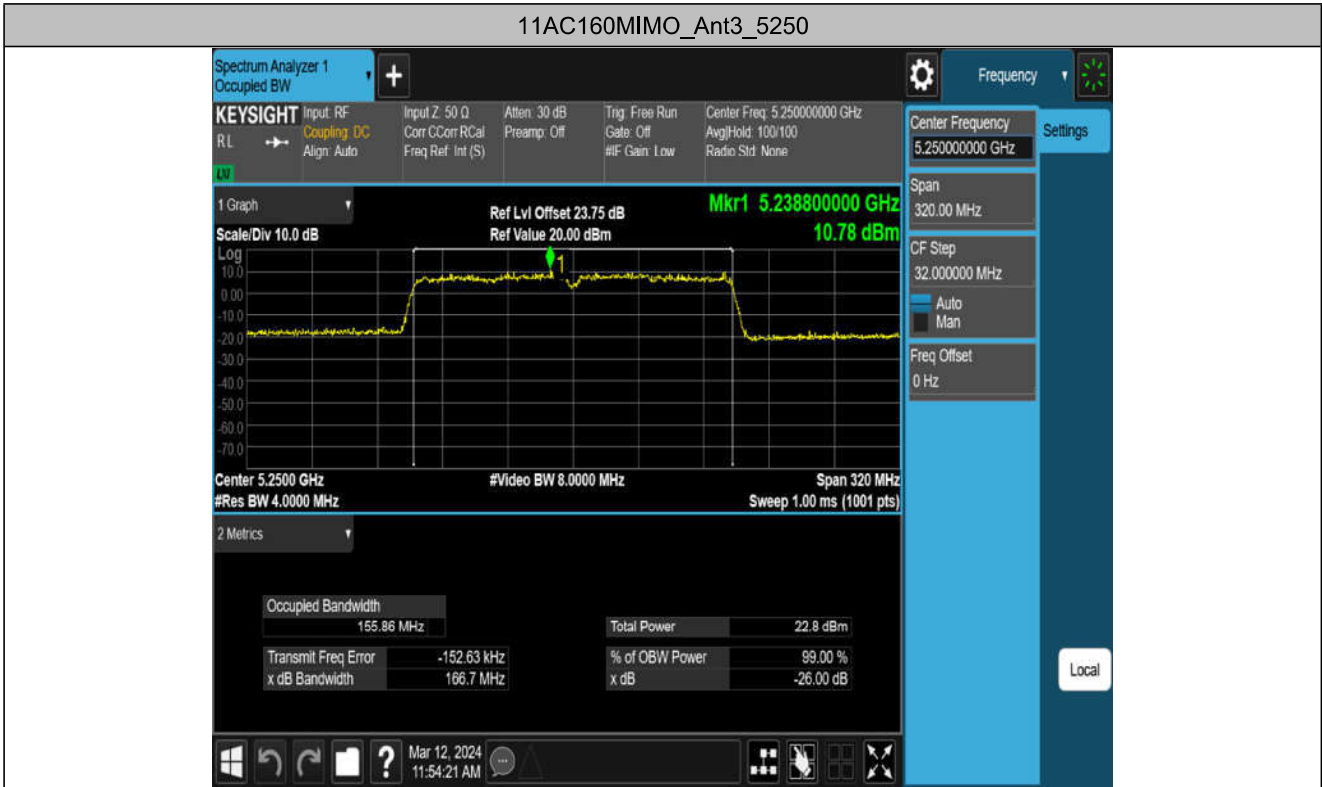 11AC160MIMO_Ant3_5250
Spectrum Analyzer 1
Occupied BW
+
Frequency
KEYSIGHT
R L
LXI
Input: RF
Coupling: DC
Align: Auto
Input Z: 50 Ω
Corr CCorr RCal
Freq Ref: Int (S)
Atten: 30 dB
Preamp: Off
Trig: Free Run
Gate: Off
#IF Gain: Low
Center Freq: 5.250000000 GHz
Avg|Hold: 100/100
Radio Std: None
Center Frequency
5.250000000 GHz
Settings
Span
320.00 MHz
CF Step
32.000000 MHz
Auto
Man
Freq Offset
0 Hz
Local
1 Graph
Scale/Div 10.0 dB
Ref Lvl Offset 23.75 dB
Ref Value 20.00 dBm
Mkr1 5.238800000 GHz
10.78 dBm
Log
10.0
0.00
-10.0
-20.0
-30.0
-40.0
-50.0
-60.0
-70.0
1
Center 5.2500 GHz
#Video BW 8.0000 MHz
Span 320 MHz
#Res BW 4.0000 MHz
Sweep 1.00 ms (1001 pts)
2 Metrics
Occupied Bandwidth
155.86 MHz
Total Power 22.8 dBm
Transmit Freq Error -152.63 kHz
% of OBW Power 99.00 %
x dB Bandwidth 166.7 MHz
x dB -26.00 dB
?
Mar 12, 2024
11:54:21 AM